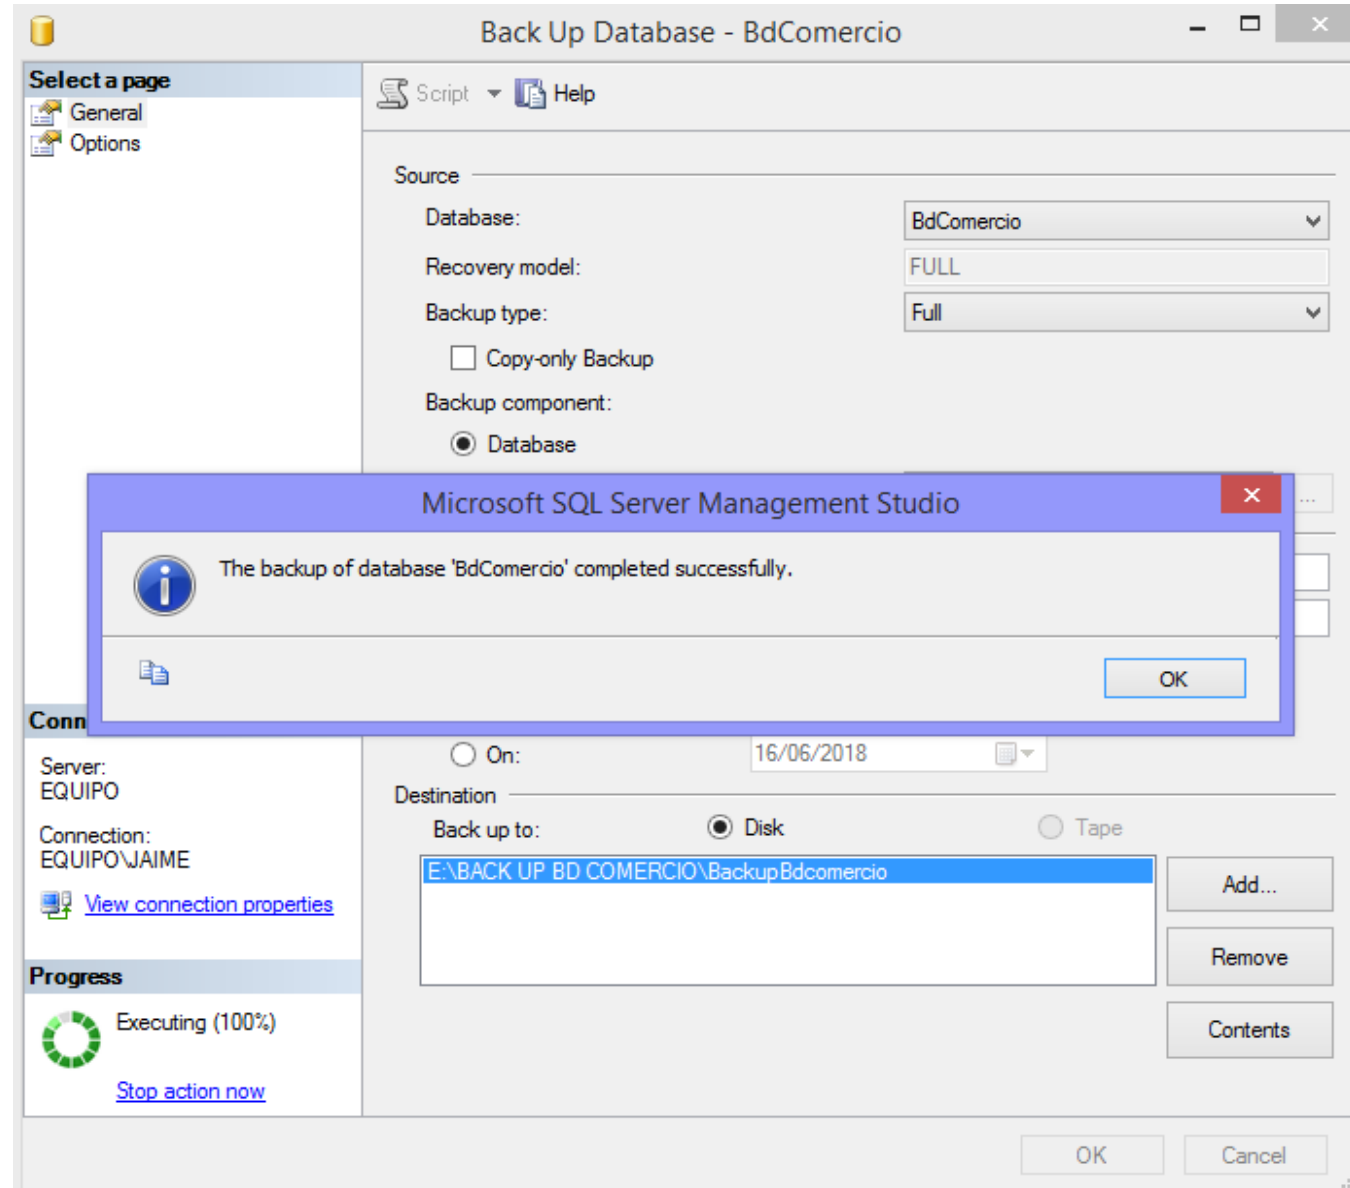 Back Up Database - BdComercio
Select a page
General
Options
Script
Help
Source
Database:
BdComercio
Recovery model:
FULL
Backup type:
Full
Copy-only Backup
Backup component:
Database
...
Microsoft SQL Server Management Studio
The backup of database 'BdComercio' completed successfully.
OK
Conn
Server:
EQUIPO
Connection:
EQUIPO\JAIME
View connection properties
Progress
Executing (100%)
Stop action now
On:
16/06/2018
Destination
Back up to:
Disk
Tape
E:\BACK UP BD COMERCIO\BackupBdcomercio
Add...
Remove
Contents
OK
Cancel